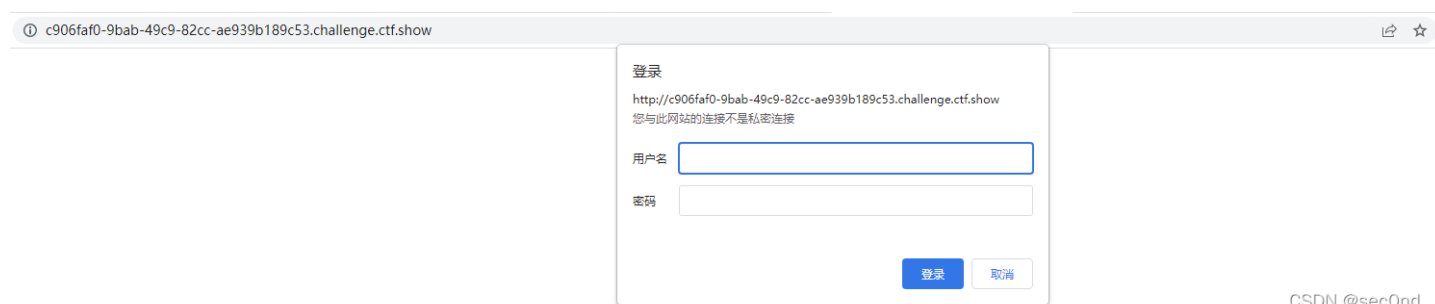 c906faf0-9bab-49c9-82cc-ae939b189c53.challenge.ctf.show
登录
http://c906faf0-9bab-49c9-82cc-ae939b189c53.challenge.ctf.show
您与此网站的连接不是私密连接
用户名
密码
登录 取消
CSDN @sec0nd_